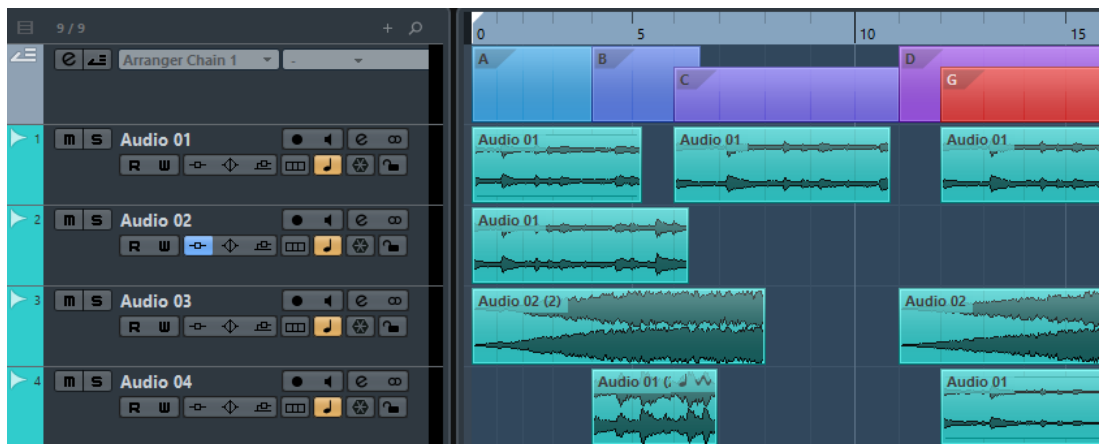 9 / 9 +
0 5 10 15
e Arranger Chain 1 -
A B D
C G
1 m S Audio 01 e
Audio 01 Audio 01 Audio 01
R W
2 m S Audio 02 e
Audio 01
R W
3 m S Audio 03 e
Audio 02 (2) Audio 02
R W
4 m S Audio 04 e
Audio 01 (2 Audio 01
R W